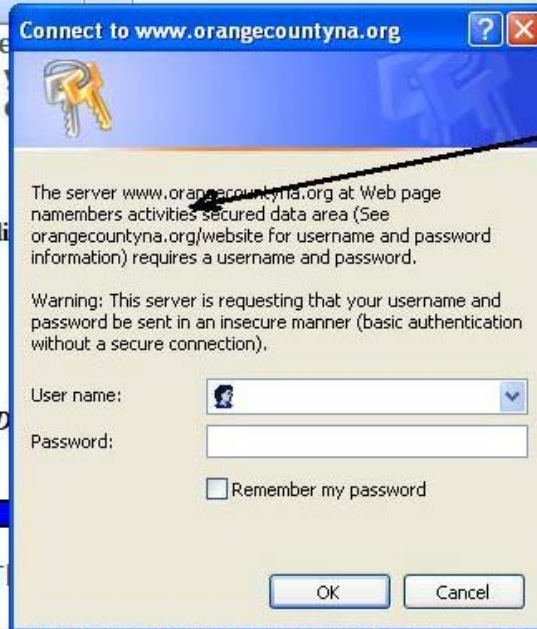 Connect to www.orangecountyna.org
The server www.orangecountyna.org at Web page
namembers activities secured data area (See
orangecountyna.org/website for username and password
information) requires a username and password.
Warning: This server is requesting that your username and
password be sent in an insecure manner (basic authentication
without a secure connection).
User name:
Password:
Remember my password
OK Cancel